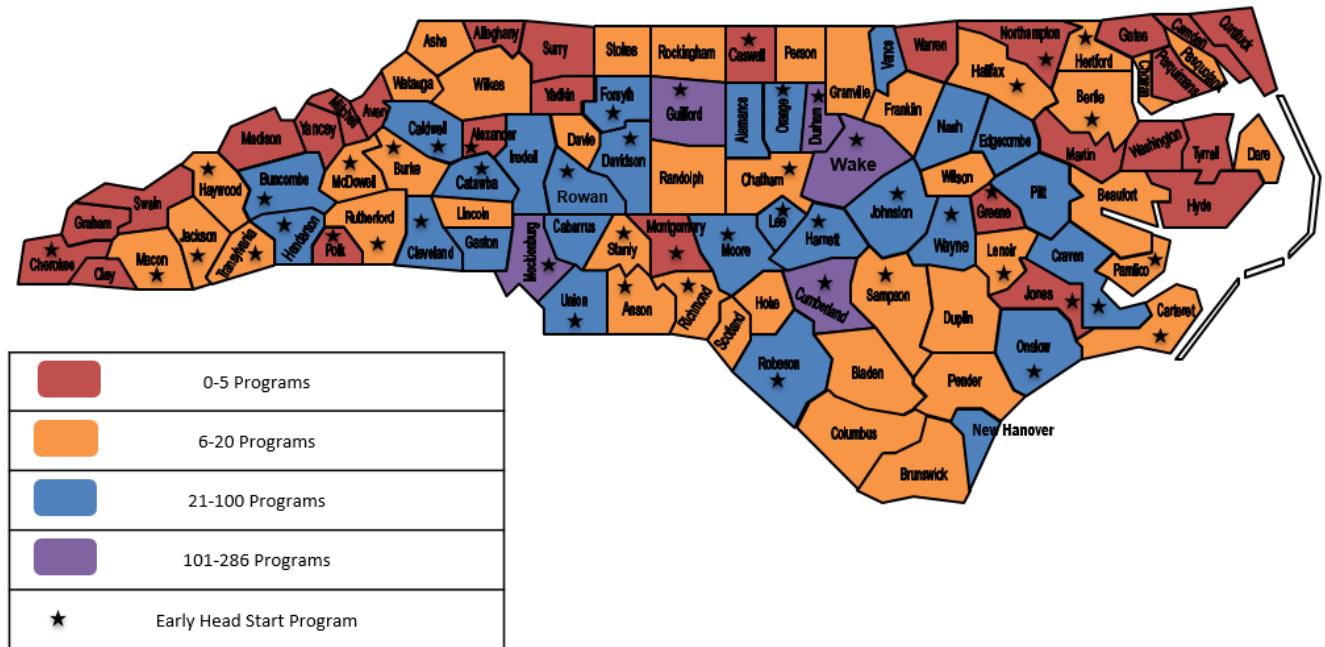 Ashe
Alleghany
Surry
Stokes
Rockingham
Caswell
Person
Granville
Vance
Warren
Northampton
Hertford
Gates
Camden
Currituck
Pasquotank
Perquimans
Chowan
Halifax
Bertie
Watauga
Wilkes
Yadkin
Forsyth
Guilford
Alamance
Orange
Durham
Franklin
Nash
Edgecombe
Martin
Washington
Tyrrell
Dare
Mitchell
Avery
Caldwell
Alexander
Iredell
Davie
Davidson
Randolph
Chatham
Wake
Wilson
Pitt
Beaufort
Hyde
Madison
Yancey
McDowell
Burke
Catawba
Rowan
Haywood
Buncombe
Swain
Graham
Cherokee
Clay
Macon
Jackson
Transylvania
Henderson
Polk
Rutherford
Cleveland
Lincoln
Gaston
Mecklenburg
Cabarrus
Stanly
Montgomery
Moore
Lee
Harnett
Johnston
Wayne
Greene
Lenoir
Craven
Pamlico
Union
Anson
Richmond
Scotland
Hoke
Cumberland
Sampson
Duplin
Jones
Carteret
Onslow
Robeson
Bladen
Pender
Columbus
Brunswick
New Hanover
0-5 Programs
6-20 Programs
21-100 Programs
101-286 Programs
Early Head Start Program